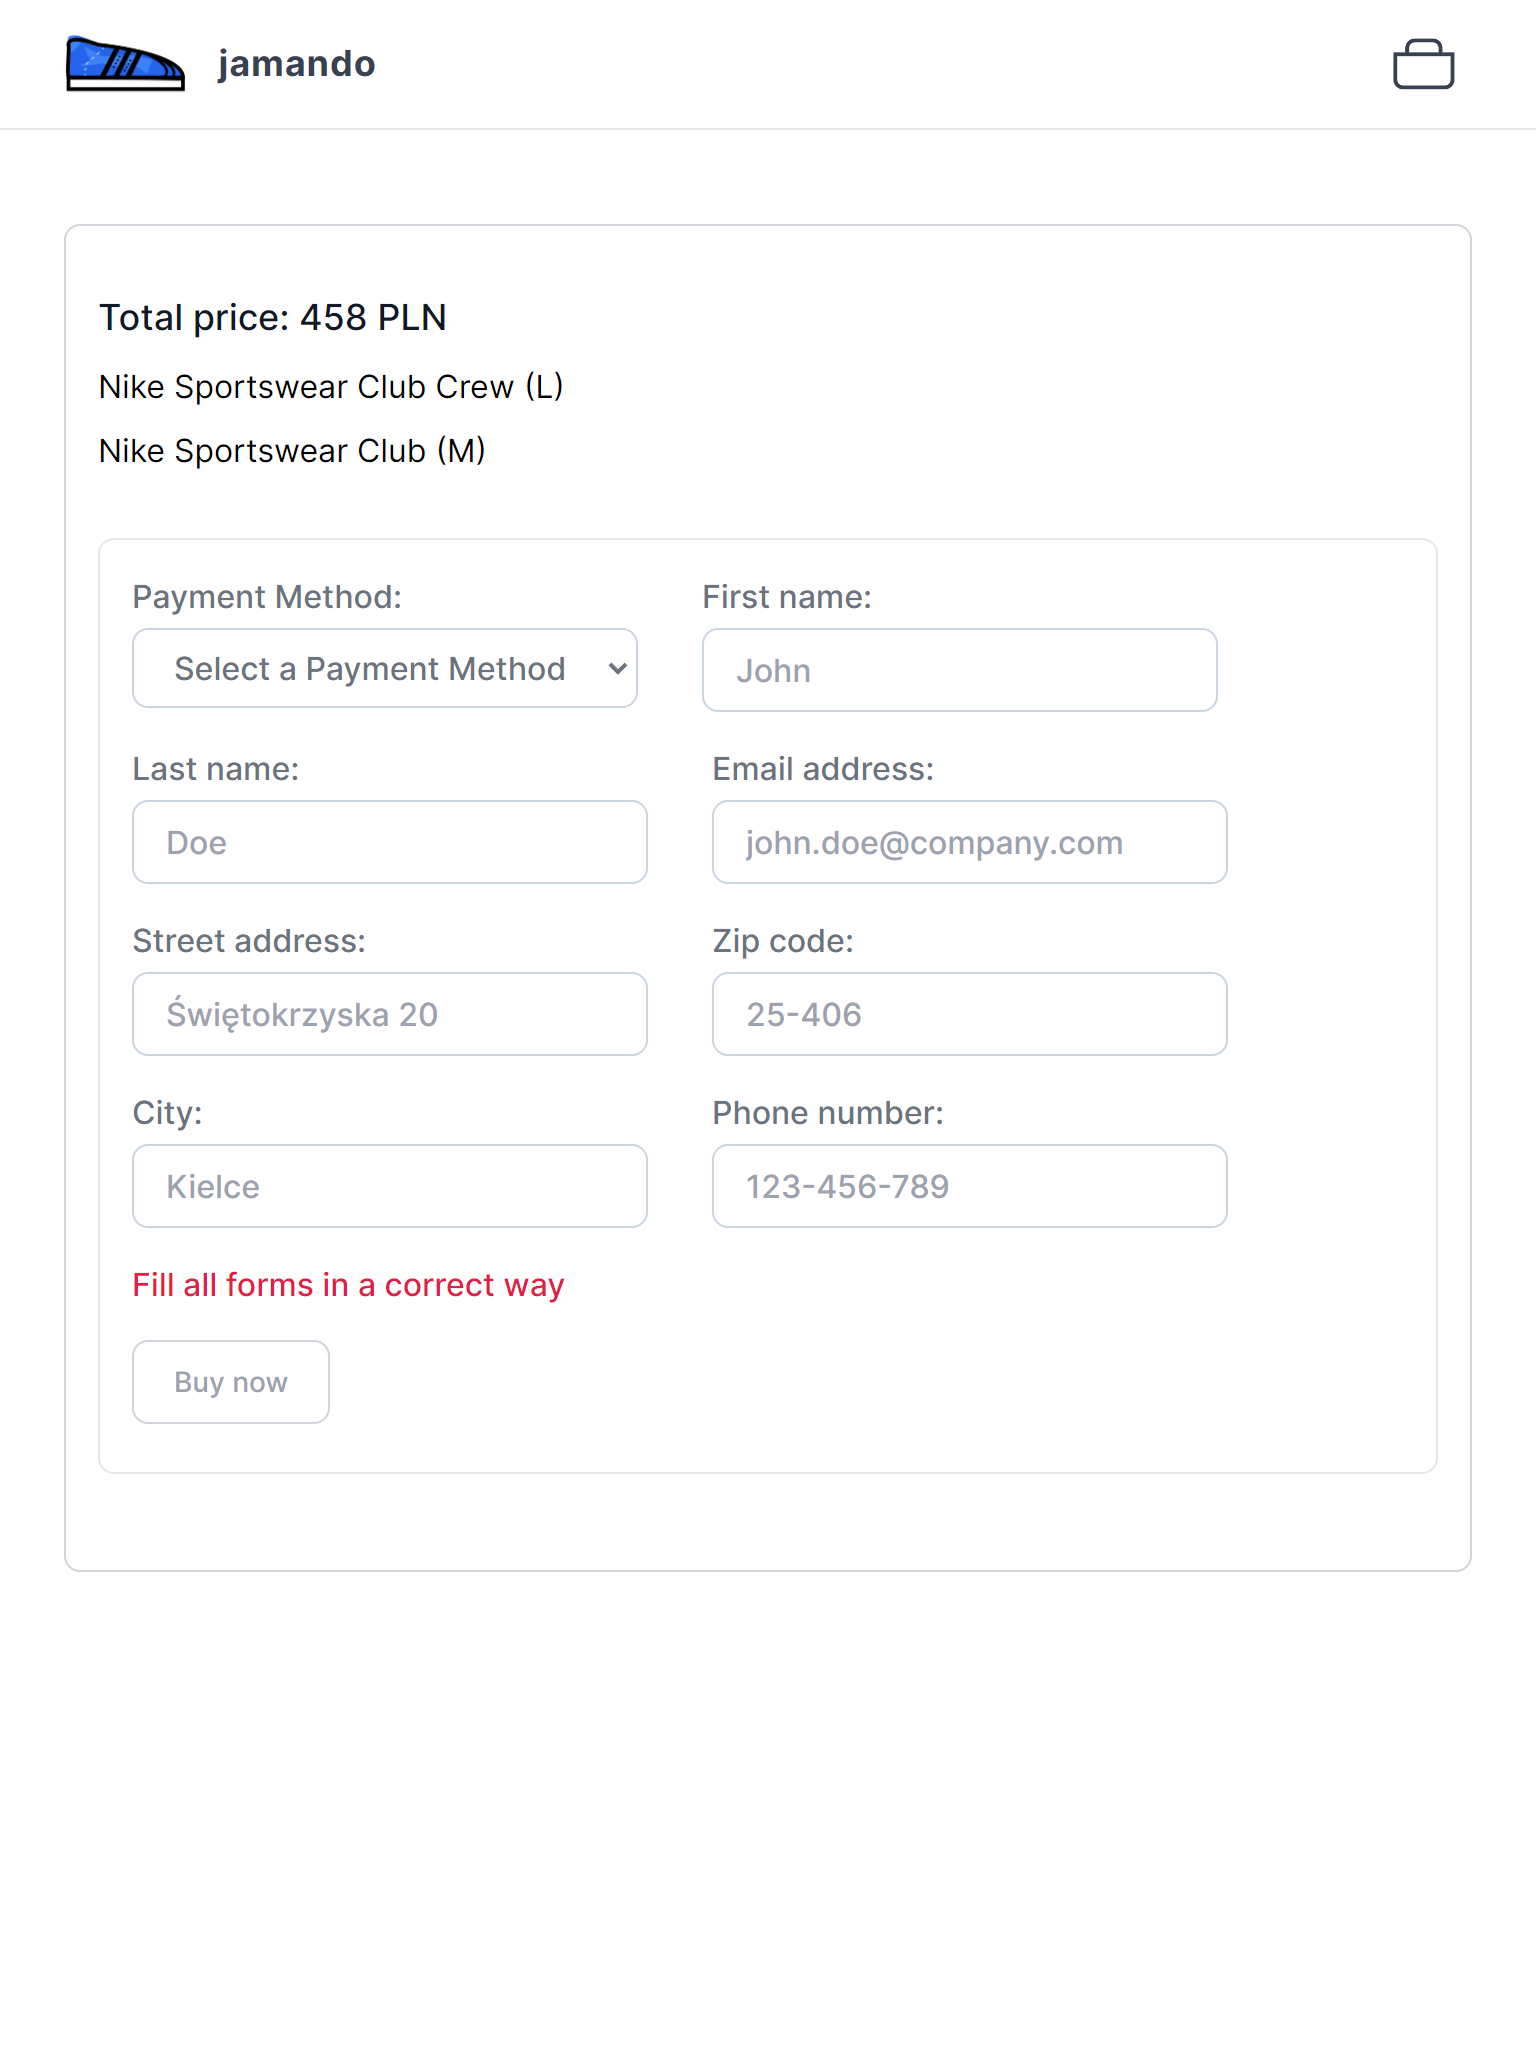 jamando
Total price: 458 PLN
Nike Sportswear Club Crew (L)
Nike Sportswear Club (M)
Payment Method: First name:
Select a Payment Method John
Last name: Email address:
Doe john.doe@company.com
Street address: Zip code:
Świętokrzyska 20 25-406
City: Phone number:
Kielce 123-456-789
Fill all forms in a correct way
Buy now